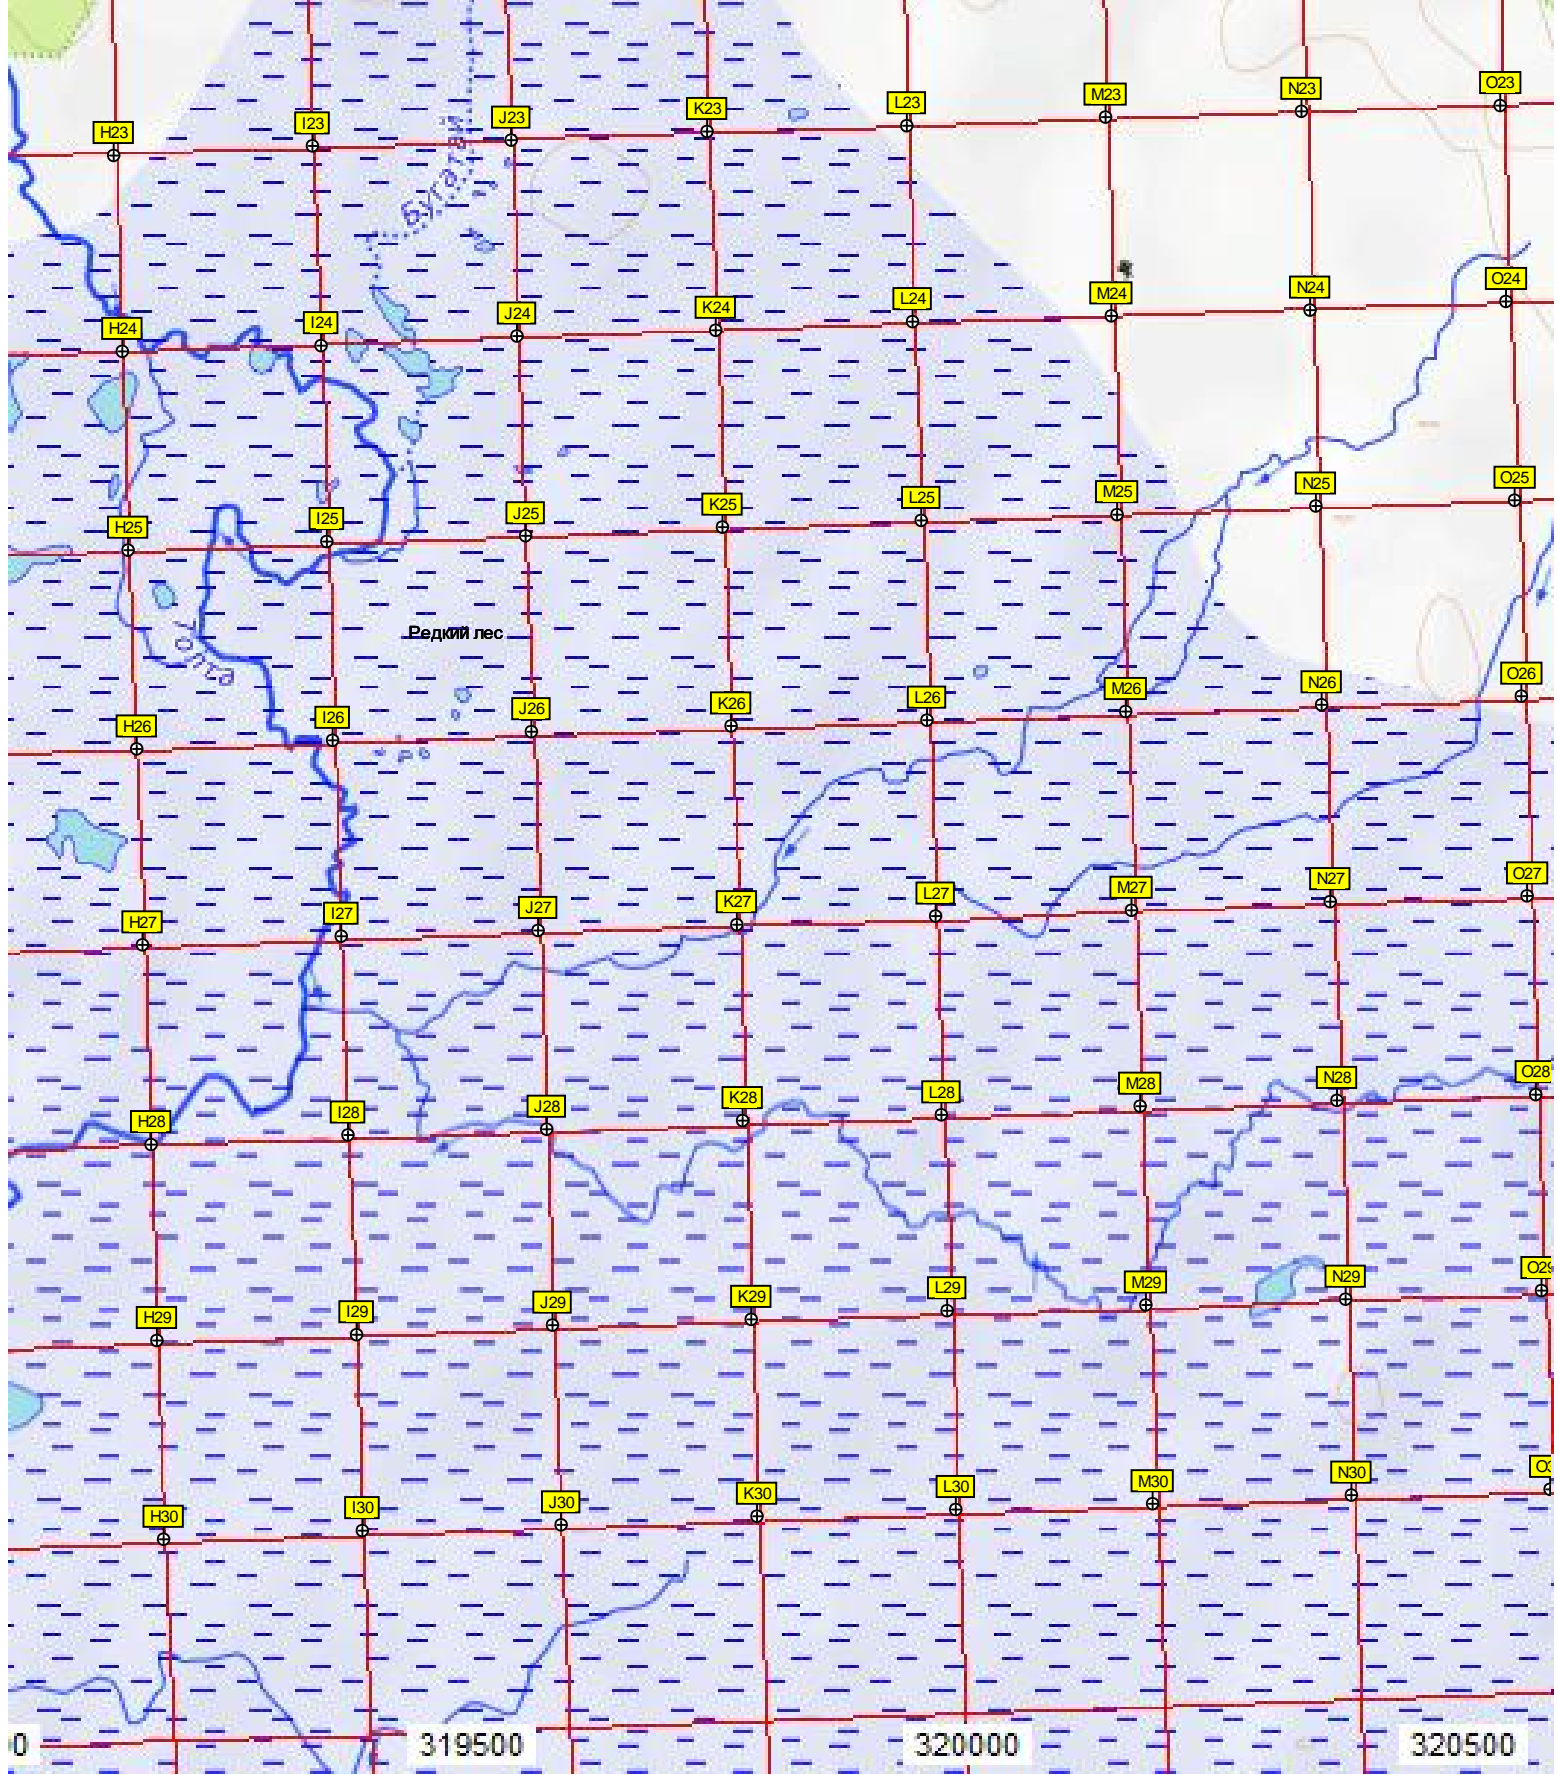 H23 I23 J23 K23 L23 M23 N23 O23
Бугатай
H24 I24 J24 K24 L24 M24 N24 O24
H25 I25 J25 K25 L25 M25 N25 O25
Редкий лес
H26 I26 J26 K26 L26 M26 N26 O26
H27 I27 J27 K27 L27 M27 N27 O27
H28 I28 J28 K28 L28 M28 N28 O28
H29 I29 J29 K29 L29 M29 N29 O29
H30 I30 J30 K30 L30 M30 N30
0 319500 320000 320500